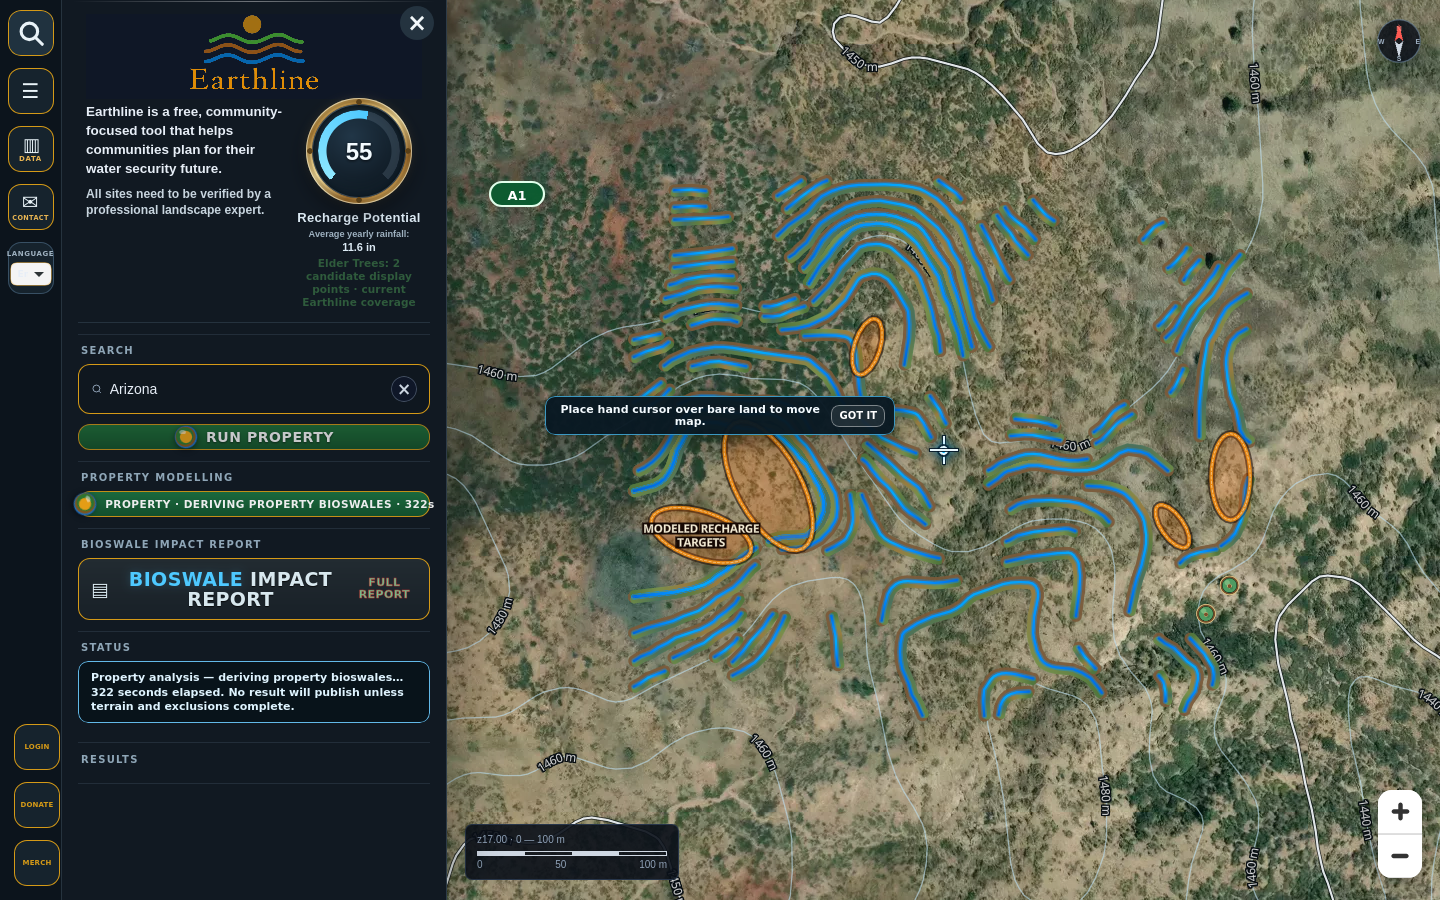 Earthline
Earthline is a free, community-
focused tool that helps
communities plan for their
water security future.
All sites need to be verified by a
professional landscape expert.
55
Recharge Potential
Average yearly rainfall:
11.6 in
Elder Trees: 2
candidate display
points · current
Earthline coverage
DATA
CONTACT
LANGUAGE
SEARCH
Arizona
RUN PROPERTY
PROPERTY MODELLING
PROPERTY · DERIVING PROPERTY BIOSWALES · 322s
BIOSWALE IMPACT REPORT
BIOSWALE IMPACT
REPORT
FULL
REPORT
STATUS
Property analysis — deriving property bioswales...
322 seconds elapsed. No result will publish unless
terrain and exclusions complete.
RESULTS
LOGIN
DONATE
MERCH
1450 m
1460 m
W
E
S
A1
1460 m
Place hand cursor over bare land to move
map.
GOT IT
1460 m
MODELED RECHARGE
TARGETS
1460 m
1480 m
1460 m
1440
1460 m
1460 m
1480 m
1440 m
1460 m
z17.00 · 0 — 100 m
0
50
100 m